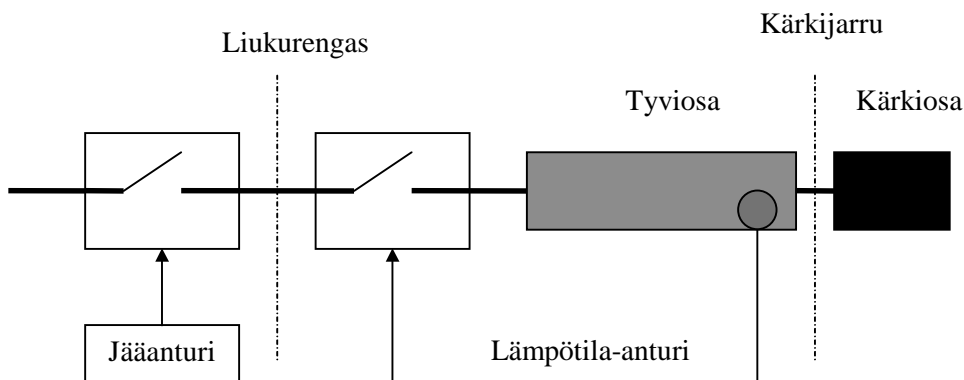 Kärkijarru
Liukurengas
Tyviosa
Kärkiosa
Jääanturi
Lämpötila-anturi